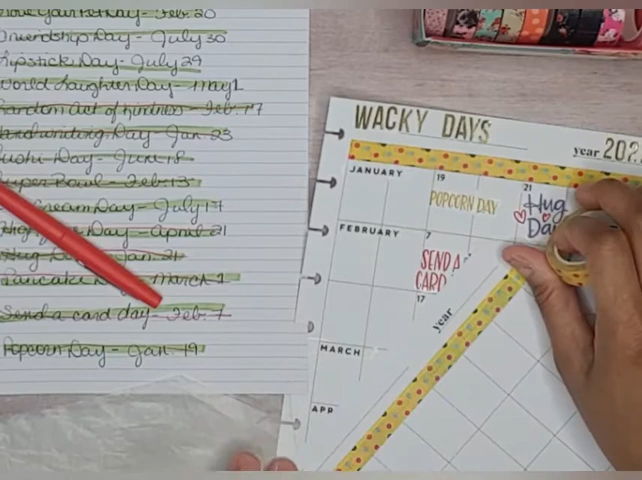 Love your Pet Day - Feb. 20
Friendship Day - July 30
Lipstick Day - July 29
World Laughter Day - May 1
Random Act of Kindness - Feb. 17
Handwriting Day - Jan. 23
Sushi Day - June 18
Super Bowl - Feb. 13
Cream Day - July 17
Day - April 21
Hug Day - Jan. 21
Pancake Day - March 1
Send a card day - Feb. 7
Popcorn Day - Jan. 19
WACKY DAYS
year 202
JANUARY
19
POPCORN DAY
21
Hug
Da
FEBRUARY
7
SEND A
CARD
17
year
MARCH
APR